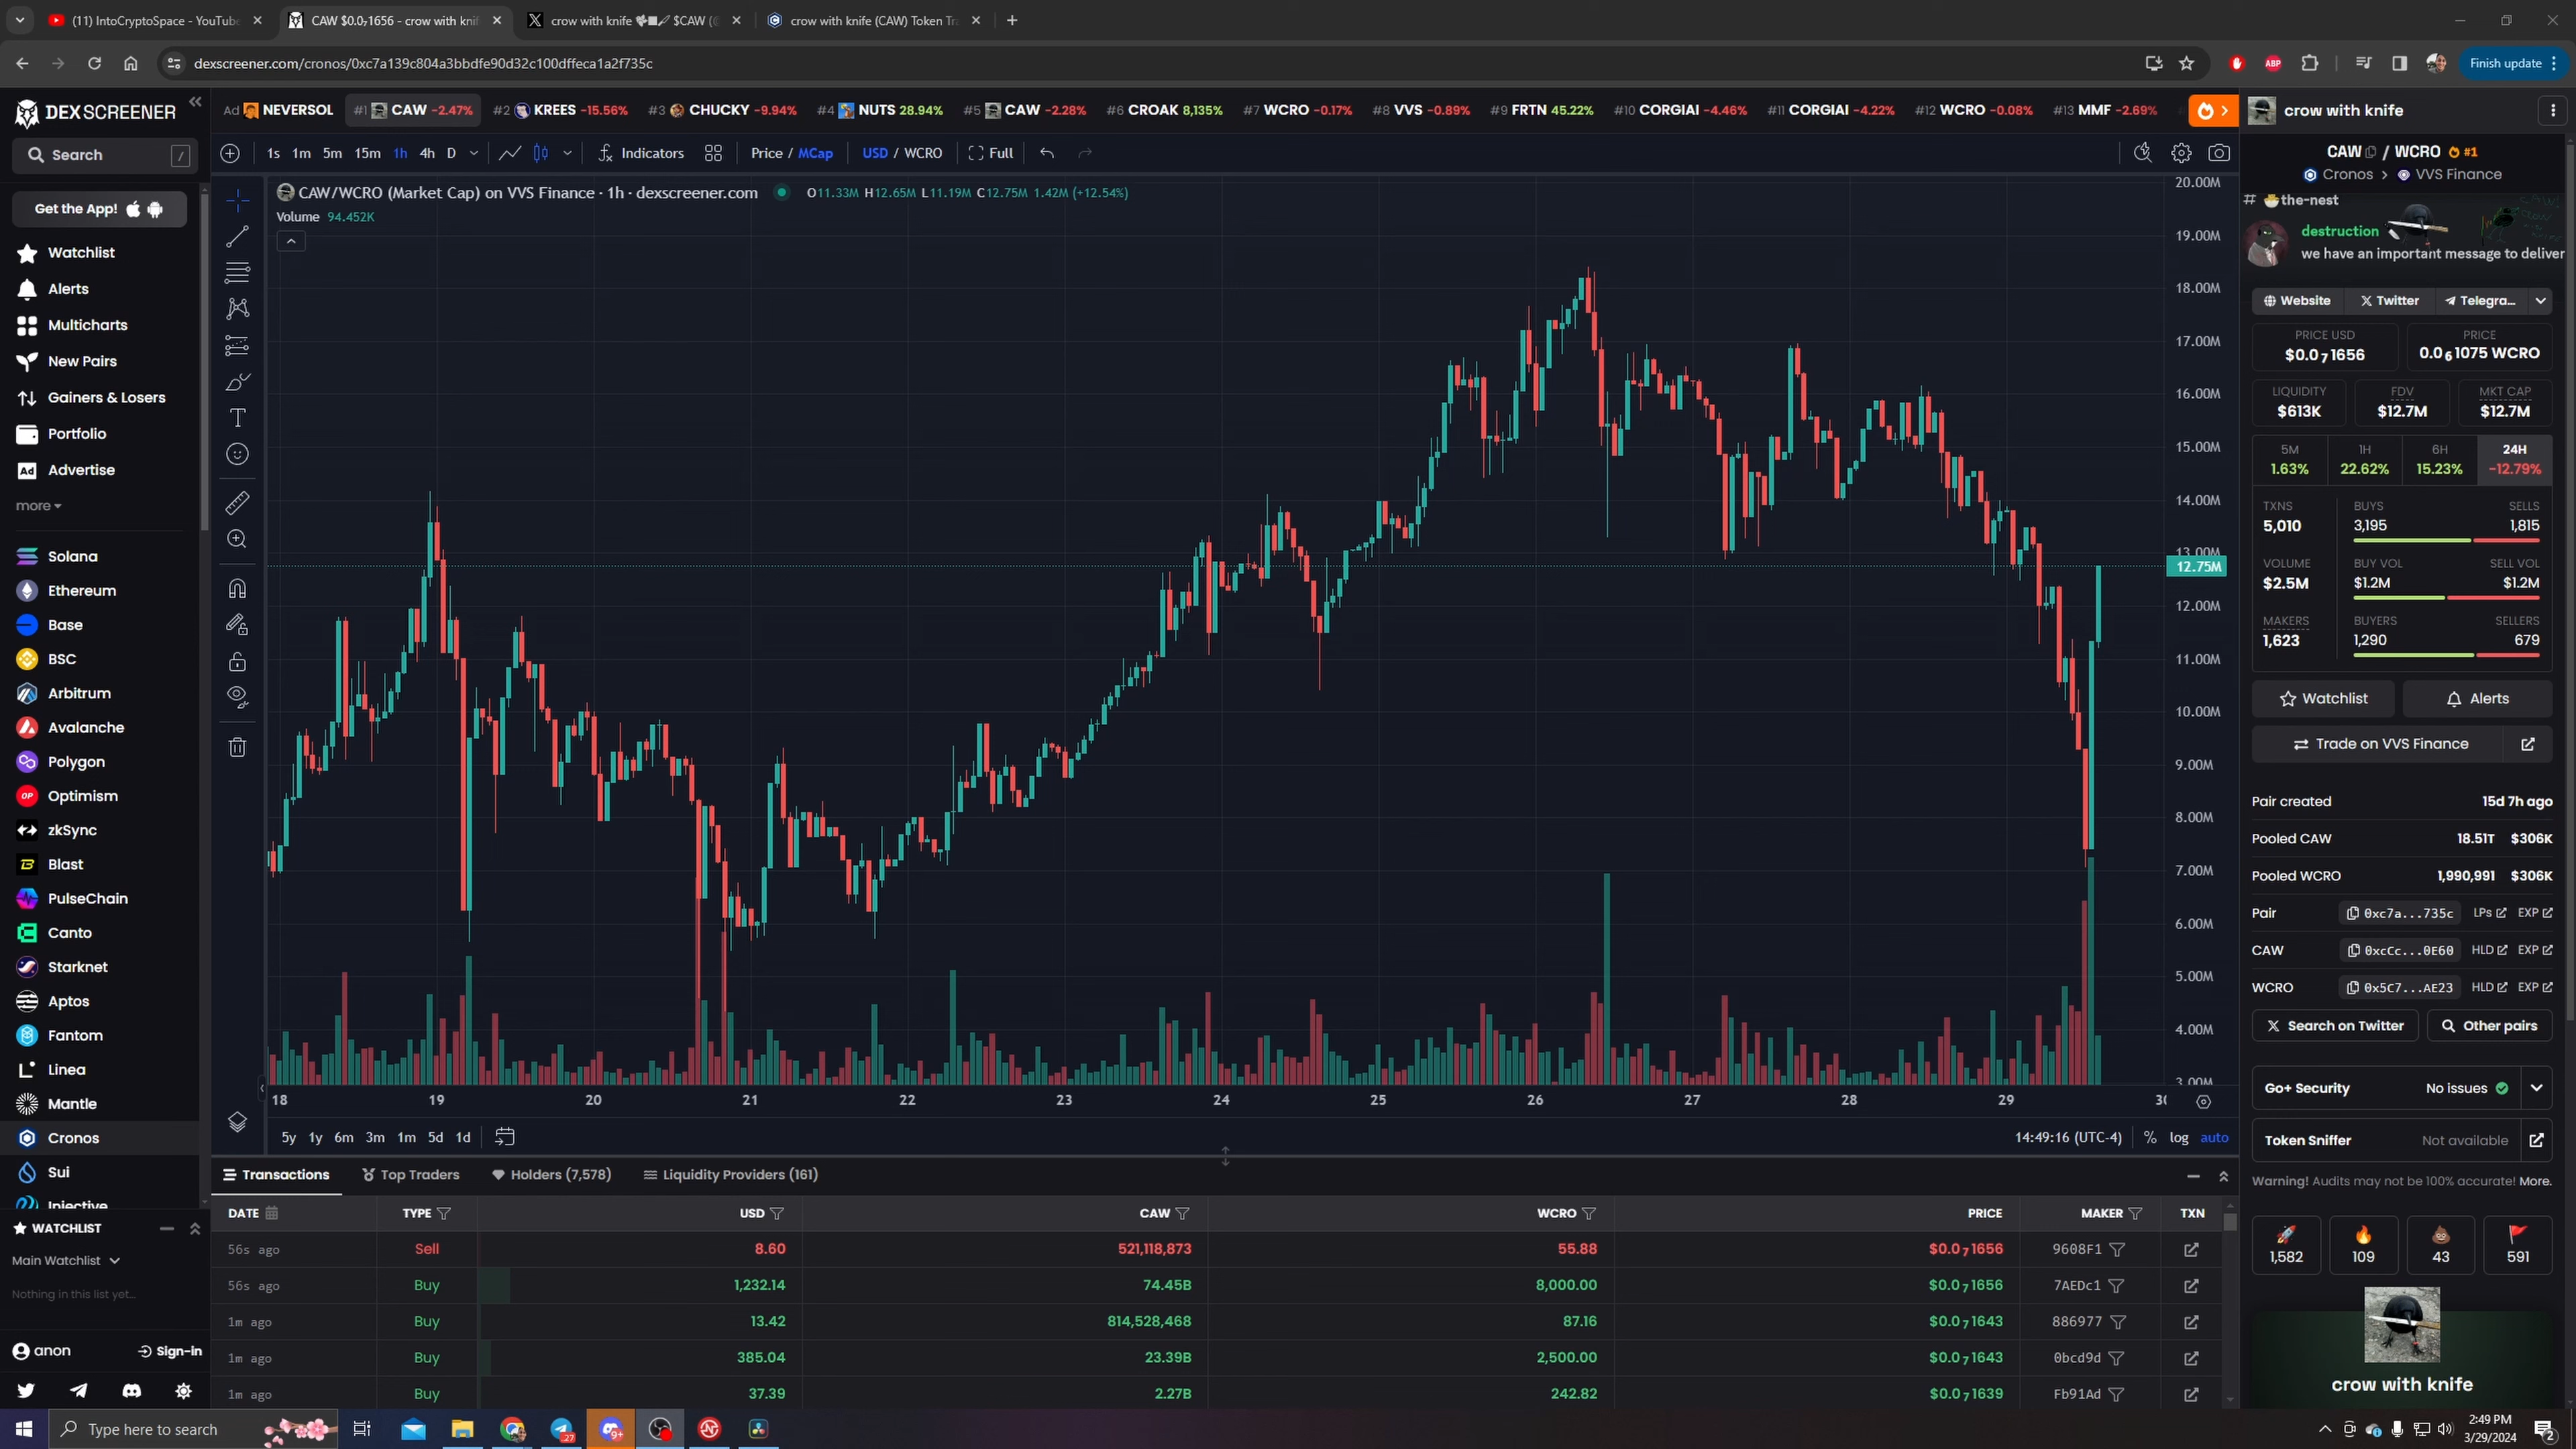 (11) IntoCryptoSpace - YouTube
CAW $0.0₇1656 - crow with knif
crow with knife $CAW (
crow with knife (CAW) Token Tr
dexscreener.com/cronos/0xc7a139c804a3bbdfe90d32c100dffeca1a2f735c
ABP
Finish update
DEX SCREENER
Search /
Get the App!
Watchlist
Alerts
Multicharts
New Pairs
Gainers & Losers
Portfolio
Ad Advertise
more
Solana
Ethereum
Base
BSC
Arbitrum
Avalanche
Polygon
OP Optimism
zkSync
Blast
PulseChain
Canto
Starknet
Aptos
Fantom
Linea
Mantle
Cronos
Sui
Injective
WATCHLIST
Main Watchlist
Nothing in this list yet...
anon Sign-in
Ad NEVERSOL #1 CAW -2.47% #2 KREES -15.56% #3 CHUCKY -9.94% #4 NUTS 28.94% #5 CAW -2.28% #6 CROAK 8,135% #7 WCRO -0.17% #8 VVS -0.89% #9 FRTN 45.22% #10 CORGIAI -4.46% #11 CORGIAI -4.22% #12 WCRO -0.08% #13 MMF -2.69%
1s 1m 5m 15m 1h 4h D Indicators Price / MCap USD / WCRO Full
CAW/WCRO (Market Cap) on VVS Finance · 1h · dexscreener.com O11.33M H12.65M L11.19M C12.75M 1.42M (+12.54%)
Volume 94.452K
20.00M
19.00M
18.00M
17.00M
16.00M
15.00M
14.00M
13.00M
12.75M
12.00M
11.00M
10.00M
9.00M
8.00M
7.00M
6.00M
5.00M
4.00M
3.00M
18 19 20 21 22 23 24 25 26 27 28 29 30
5y 1y 6m 3m 1m 5d 1d
14:49:16 (UTC-4) % log auto
Transactions Top Traders Holders (7,578) Liquidity Providers (161)
DATE TYPE USD CAW WCRO PRICE MAKER TXN
56s ago Sell 8.60 521,118,873 55.88 $0.0₇1656 9608F1
56s ago Buy 1,232.14 74.45B 8,000.00 $0.0₇1656 7AEDc1
1m ago Buy 13.42 814,528,468 87.16 $0.0₇1643 886977
1m ago Buy 385.04 23.39B 2,500.00 $0.0₇1643 0bcd9d
1m ago Buy 37.39 2.27B 242.82 $0.0₇1639 Fb91Ad
crow with knife
CAW / WCRO #1
Cronos > VVS Finance
# the-nest
destruction
we have an important message to deliver
Website Twitter Telegra...
PRICE USD
$0.0₇1656
PRICE
0.0₆1075 WCRO
LIQUIDITY
$613K
FDV
$12.7M
MKT CAP
$12.7M
5M 1H 6H 24H
1.63% 22.62% 15.23% -12.79%
TXNS BUYS SELLS
5,010 3,195 1,815
VOLUME BUY VOL SELL VOL
$2.5M $1.2M $1.2M
MAKERS BUYERS SELLERS
1,623 1,290 679
Watchlist Alerts
Trade on VVS Finance
Pair created 15d 7h ago
Pooled CAW 18.51T $306K
Pooled WCRO 1,990,991 $306K
Pair 0xc7a...735c LPs EXP
CAW 0xcCc...0E60 HLD EXP
WCRO 0x5C7...AE23 HLD EXP
Search on Twitter Other pairs
Go+ Security No issues
Token Sniffer Not available
Warning! Audits may not be 100% accurate! More.
1,582 109 43 591
crow with knife
Type here to search
27
9+
2:49 PM
3/29/2024
2